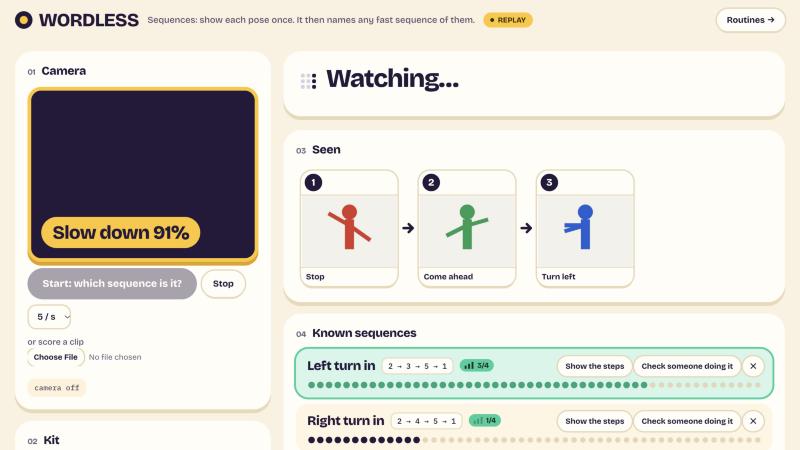 WORDLESS
Sequences: show each pose once. It then names any fast sequence of them.
REPLAY
Routines →
01 Camera
Slow down 91%
Start: which sequence is it?
Stop
5 / s
or score a clip
Choose File No file chosen
camera off
02 Kit
Watching...
03 Seen
1
2
3
Stop
Come ahead
Turn left
04 Known sequences
Left turn in 2 → 3 → 5 → 1 3/4 Show the steps Check someone doing it ×
Right turn in 2 → 4 → 5 → 1 1/4 Show the steps Check someone doing it ×